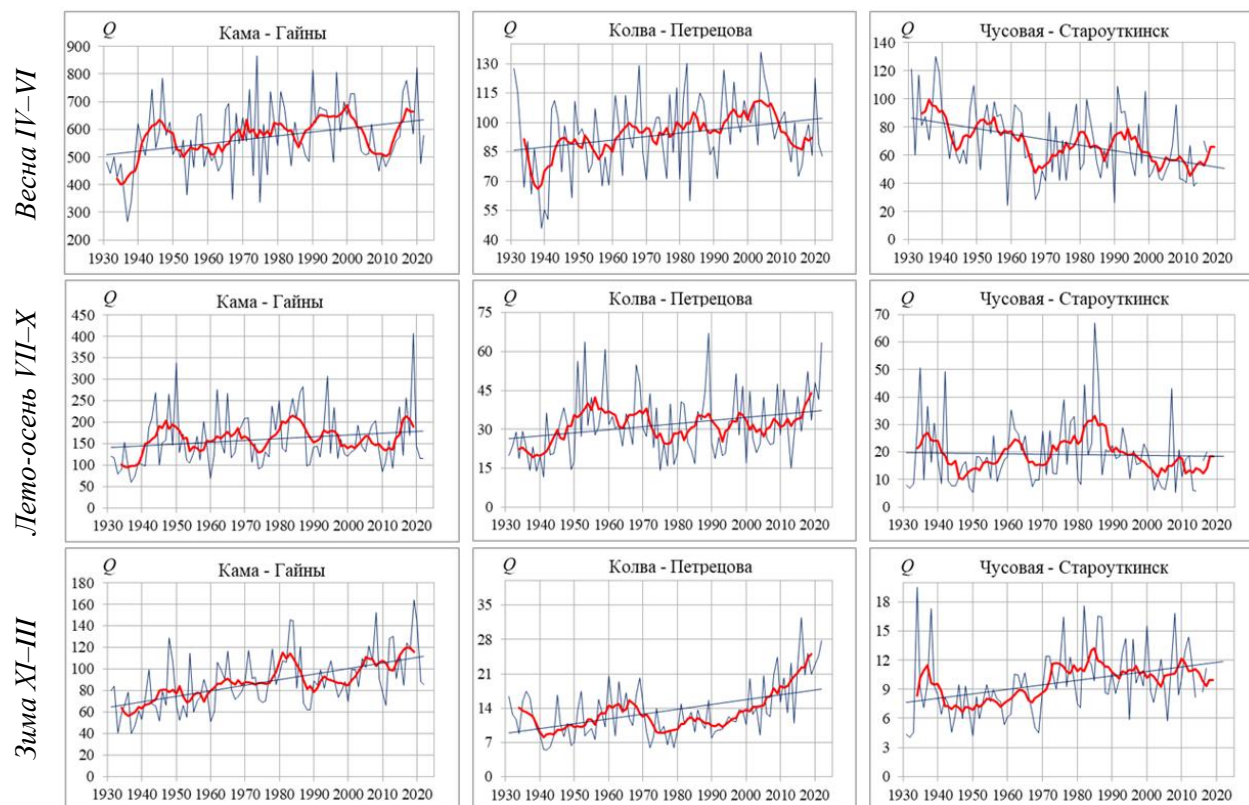 Весна IV–VI
Q
Кама - Гайны
900
800
700
600
500
400
300
200
1930 1940 1950 1960 1970 1980 1990 2000 2010 2020
Q
Колва - Петрецова
130
115
100
85
70
55
40
1930 1940 1950 1960 1970 1980 1990 2000 2010 2020
Q
Чусовая - Староуткинск
140
120
100
80
60
40
20
0
1930 1940 1950 1960 1970 1980 1990 2000 2010 2020
Лето-осень VII–X
Q
Кама - Гайны
450
400
350
300
250
200
150
100
50
0
1930 1940 1950 1960 1970 1980 1990 2000 2010 2020
Q
Колва - Петрецова
75
60
45
30
15
0
1930 1940 1950 1960 1970 1980 1990 2000 2010 2020
Q
Чусовая - Староуткинск
70
60
50
40
30
20
10
0
1930 1940 1950 1960 1970 1980 1990 2000 2010 2020
Зима XI–III
Q
Кама - Гайны
180
160
140
120
100
80
60
40
20
0
1930 1940 1950 1960 1970 1980 1990 2000 2010 2020
Q
Колва - Петрецова
35
28
21
14
7
0
1930 1940 1950 1960 1970 1980 1990 2000 2010 2020
Q
Чусовая - Староуткинск
18
15
12
9
6
3
0
1930 1940 1950 1960 1970 1980 1990 2000 2010 2020